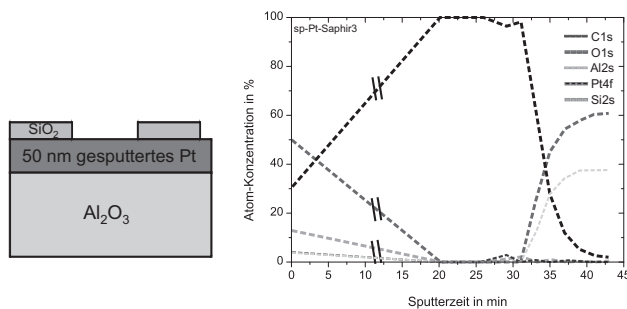 SiO2
50 nm gesputtertes Pt
Al2O3
sp-Pt-Saphir3
C1s
O1s
Al2s
Pt4f
Si2s
Atom-Konzentration in %
100
80
60
40
20
0
0 5 10 15 20 25 30 35 40 45
Sputterzeit in min